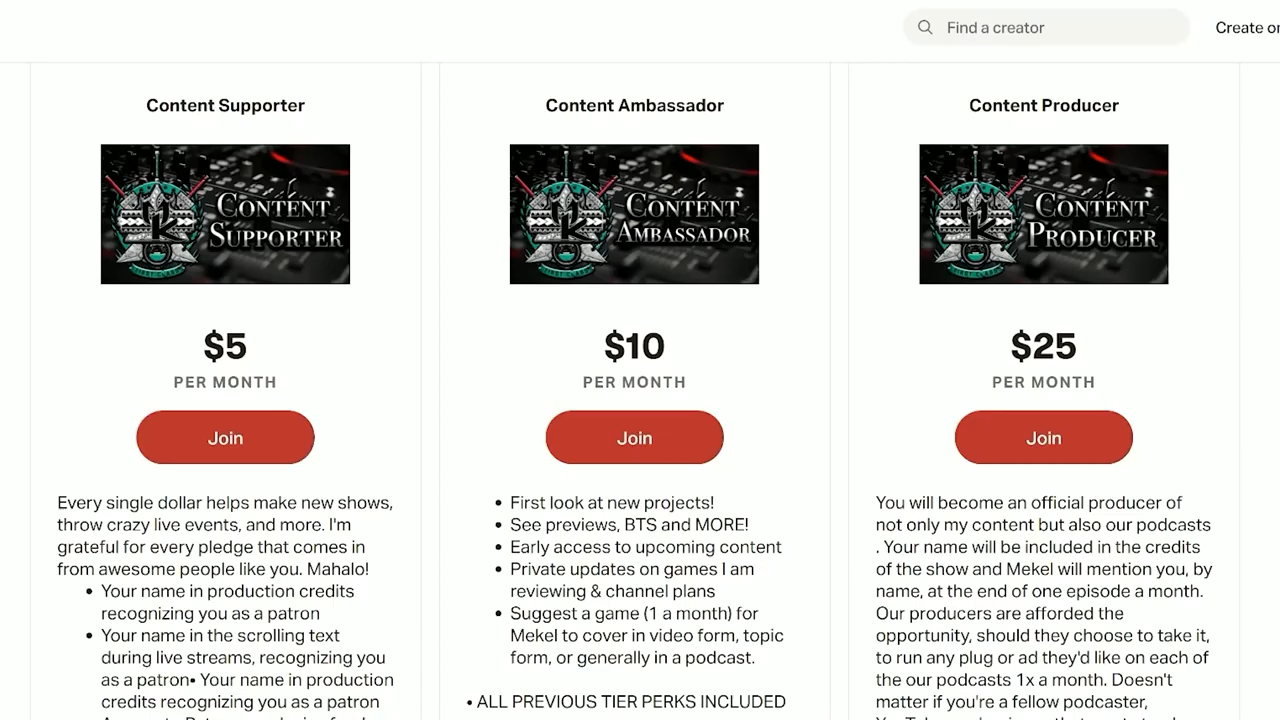 Find a creator
Create on
Content Supporter
CONTENT
SUPPORTER
$5
PER MONTH
Join
Every single dollar helps make new shows,
throw crazy live events, and more. I'm
grateful for every pledge that comes in
from awesome people like you. Mahalo!
• Your name in production credits
recognizing you as a patron
• Your name in the scrolling text
during live streams, recognizing you
as a patron• Your name in production
credits recognizing you as a patron
Content Ambassador
CONTENT
AMBASSADOR
$10
PER MONTH
Join
• First look at new projects!
• See previews, BTS and MORE!
• Early access to upcoming content
• Private updates on games I am
reviewing & channel plans
• Suggest a game (1 a month) for
Mekel to cover in video form, topic
form, or generally in a podcast.
• ALL PREVIOUS TIER PERKS INCLUDED
Content Producer
CONTENT
PRODUCER
$25
PER MONTH
Join
You will become an official producer of
not only my content but also our podcasts
. Your name will be included in the credits
of the show and Mekel will mention you, by
name, at the end of one episode a month.
Our producers are afforded the
opportunity, should they choose to take it,
to run any plug or ad they'd like on each of
the our podcasts 1x a month. Doesn't
matter if you're a fellow podcaster,